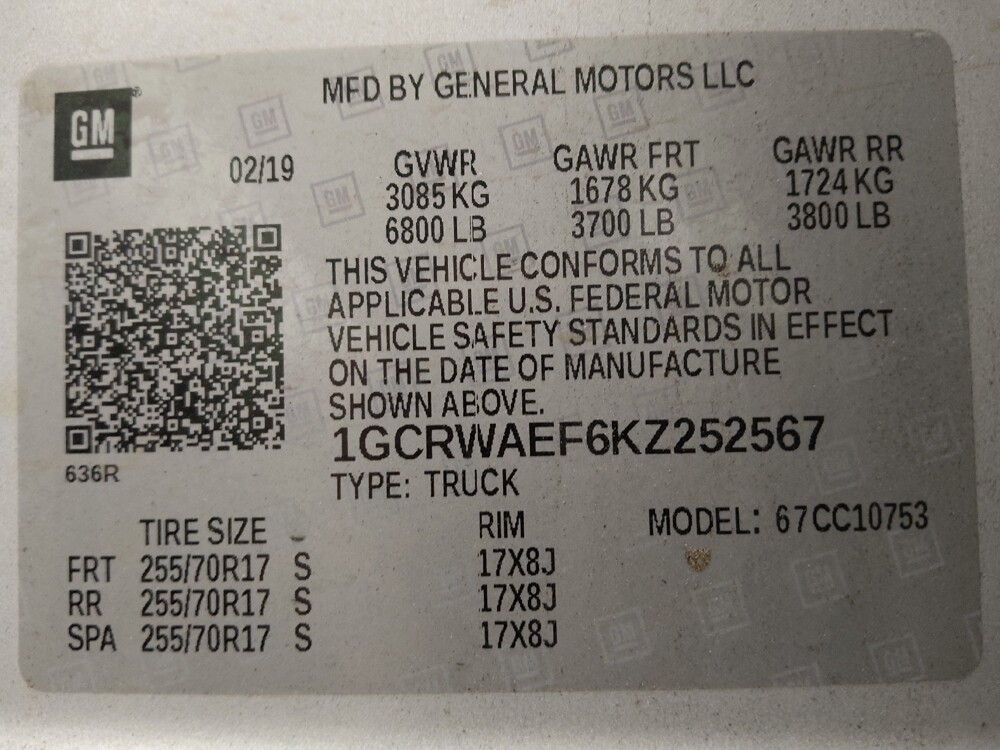 MFD BY GENERAL MOTORS LLC
GM
02/19
GVWR GAWR FRT GAWR RR
3085 KG 1678 KG 1724 KG
6800 LB 3700 LB 3800 LB
THIS VEHICLE CONFORMS TO ALL
APPLICABLE U.S. FEDERAL MOTOR
VEHICLE SAFETY STANDARDS IN EFFECT
ON THE DATE OF MANUFACTURE
SHOWN ABOVE.
1GCRWAEF6KZ252567
636R
TYPE: TRUCK
TIRE SIZE RIM MODEL: 67CC10753
FRT 255/70R17 S 17X8J
RR 255/70R17 S 17X8J
SPA 255/70R17 S 17X8J